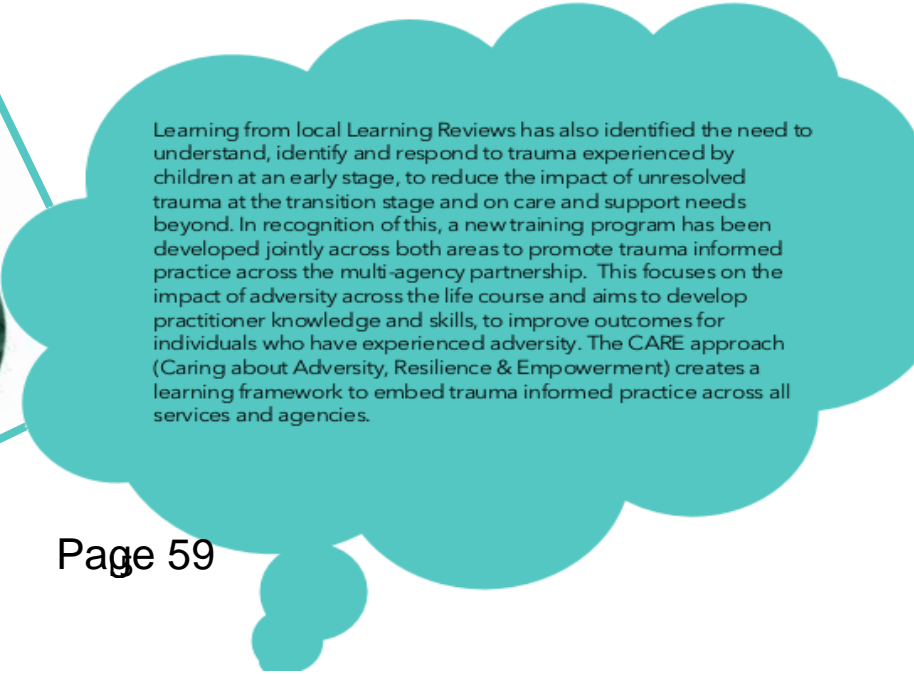 Learning from local Learning Reviews has also identified the need to
understand, identify and respond to trauma experienced by
children at an early stage, to reduce the impact of unresolved
trauma at the transition stage and on care and support needs
beyond. In recognition of this, a new training program has been
developed jointly across both areas to promote trauma informed
practice across the multi-agency partnership.  This focuses on the
impact of adversity across the life course and aims to develop
practitioner knowledge and skills, to improve outcomes for
individuals who have experienced adversity. The CARE approach
(Caring about Adversity, Resilience & Empowerment) creates a
learning framework to embed trauma informed practice across all
services and agencies.
Page 59